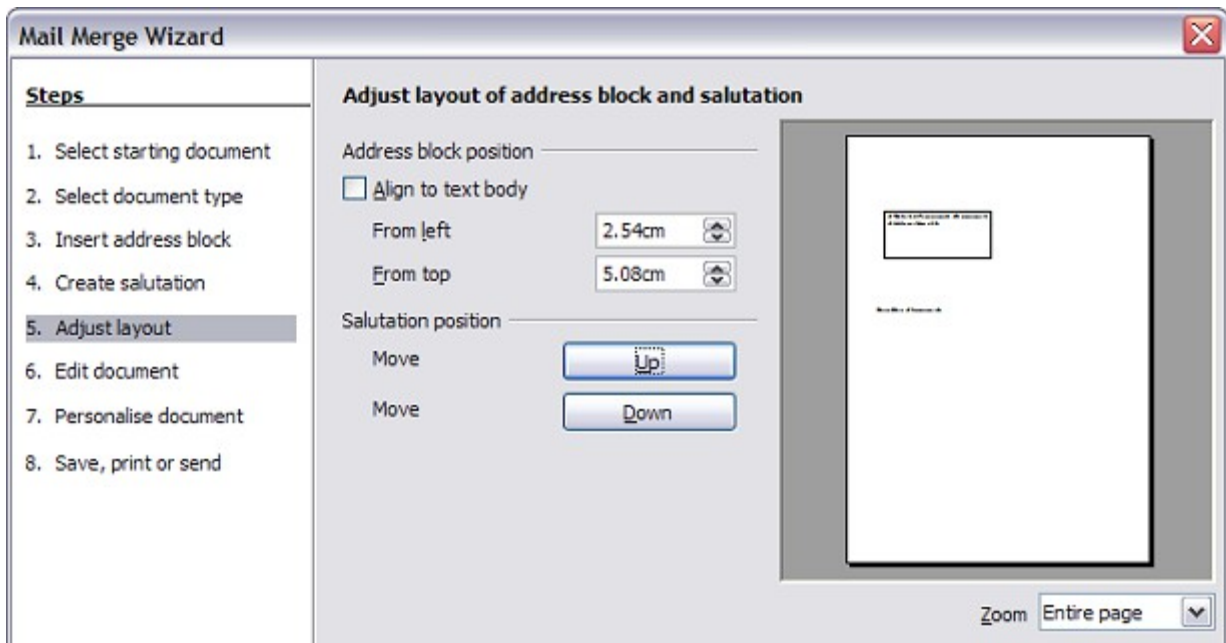 Mail Merge Wizard
Steps
1. Select starting document
2. Select document type
3. Insert address block
4. Create salutation
5. Adjust layout
6. Edit document
7. Personalise document
8. Save, print or send
Adjust layout of address block and salutation
Address block position
Align to text body
From left 2.54cm
From top 5.08cm
Salutation position
Move Up
Move Down
Zoom Entire page